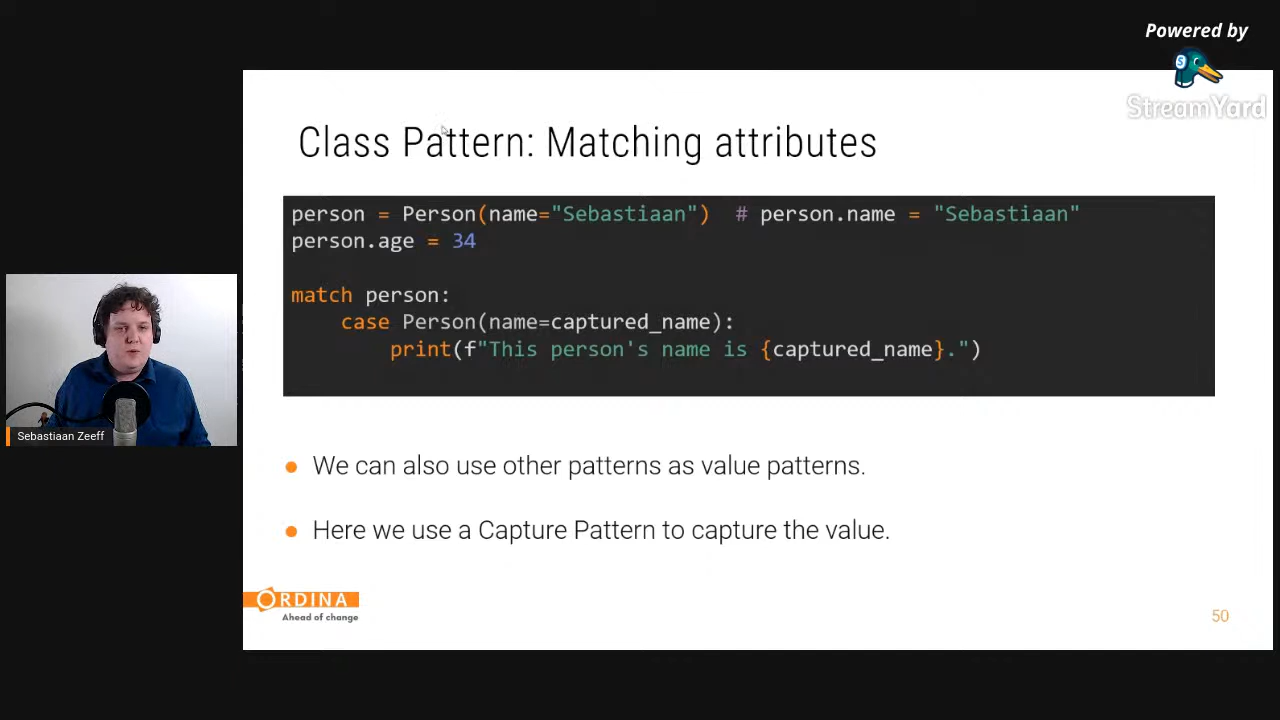 Powered by
StreamYard
Class Pattern: Matching attributes
person = Person(name="Sebastiaan")  # person.name = "Sebastiaan"
person.age = 34
match person:
    case Person(name=captured_name):
        print(f"This person's name is {captured_name}.")
We can also use other patterns as value patterns.
Here we use a Capture Pattern to capture the value.
Sebastiaan Zeeff
ORDINA
Ahead of change
50